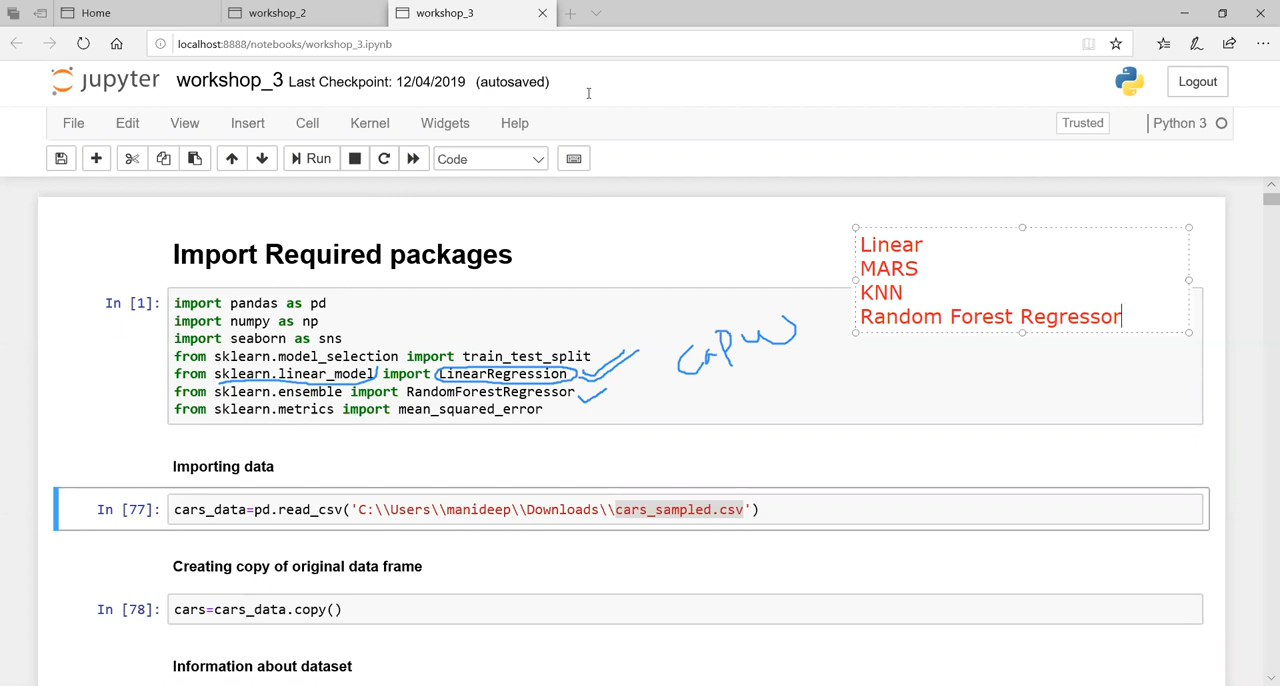 Home
workshop_2
workshop_3
localhost:8888/notebooks/workshop_3.ipynb
jupyter workshop_3 Last Checkpoint: 12/04/2019 (autosaved)
Logout
File Edit View Insert Cell Kernel Widgets Help
Trusted
Python 3
Run
Code
Import Required packages
Linear
MARS
KNN
Random Forest Regressor
In [1]:
import pandas as pd
import numpy as np
import seaborn as sns
from sklearn.model_selection import train_test_split
from sklearn.linear_model import LinearRegression
from sklearn.ensemble import RandomForestRegressor
from sklearn.metrics import mean_squared_error
Importing data
In [77]: cars_data=pd.read_csv('C:\\Users\\manideep\\Downloads\\cars_sampled.csv')
Creating copy of original data frame
In [78]: cars=cars_data.copy()
Information about dataset